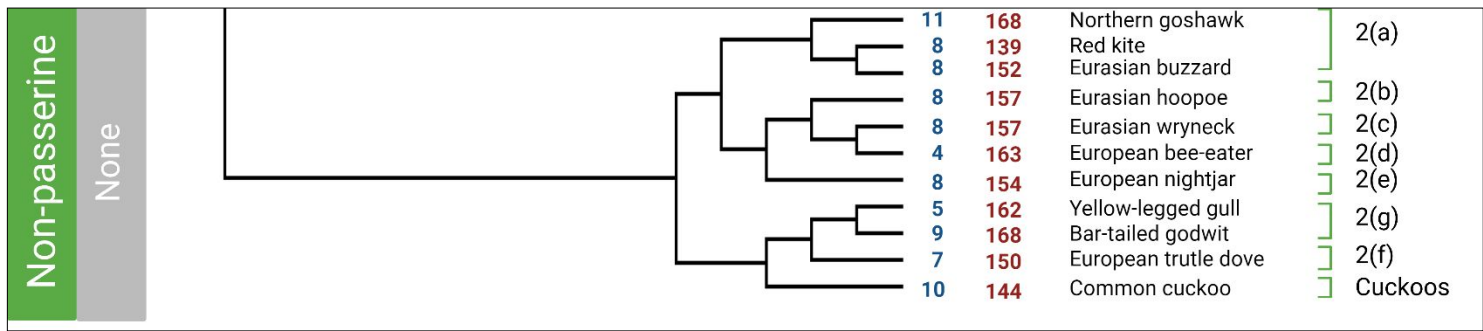 Non-passerine
None
11 168 Northern goshawk
8 139 Red kite
8 152 Eurasian buzzard
2(a)
8 157 Eurasian hoopoe 2(b)
8 157 Eurasian wryneck 2(c)
4 163 European bee-eater 2(d)
8 154 European nightjar 2(e)
5 162 Yellow-legged gull
9 168 Bar-tailed godwit
2(g)
7 150 European trutle dove 2(f)
10 144 Common cuckoo Cuckoos